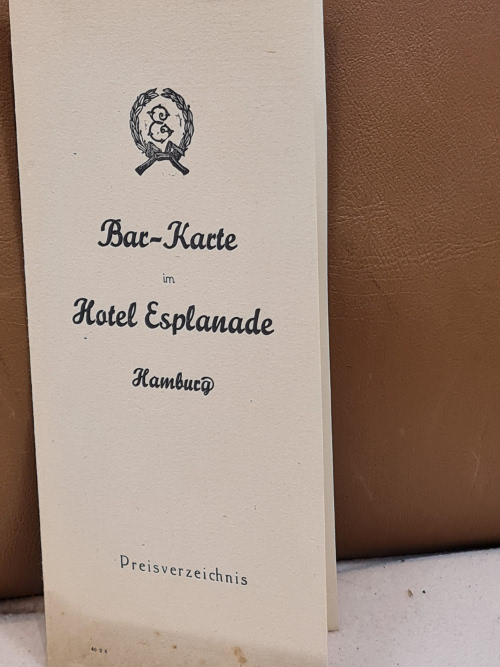 E
Bar-Karte
im
Hotel Esplanade
Hamburg
Preisverzeichnis